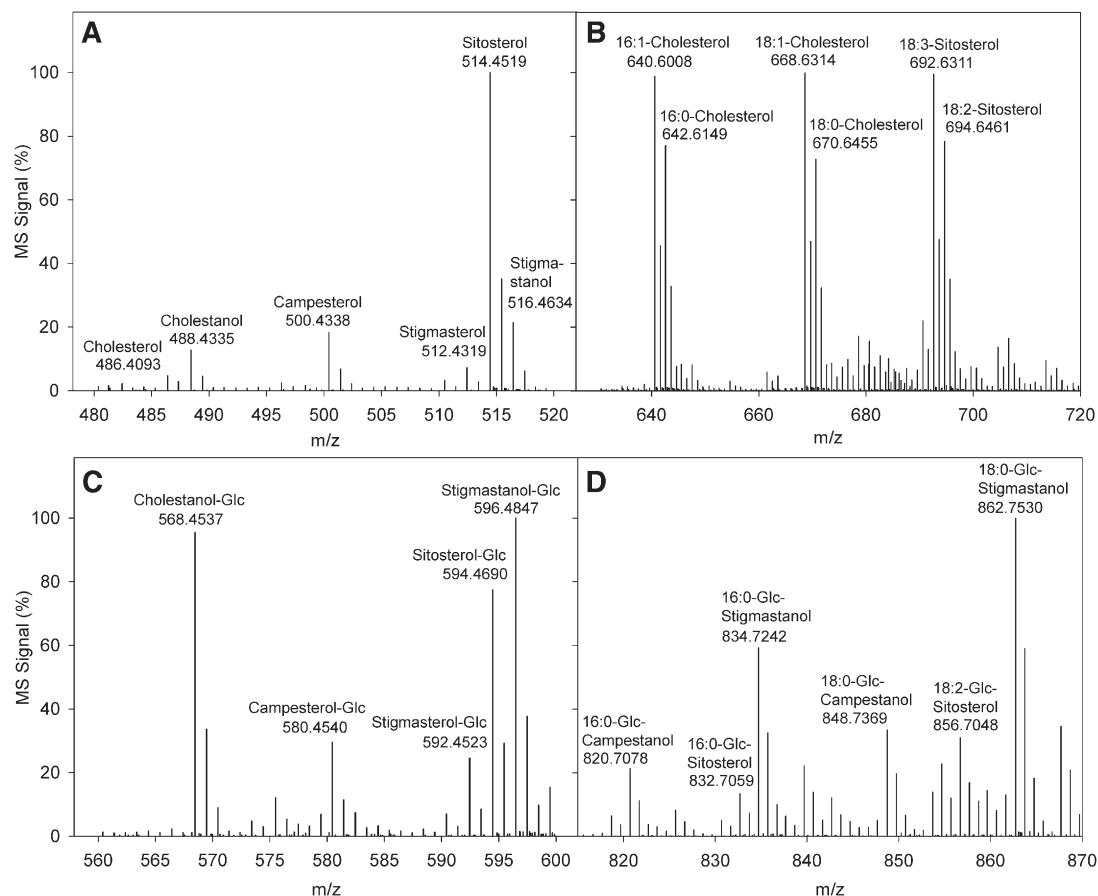 A
Sitosterol
514.4519
Stigma-
stanol
516.4634
Campesterol
500.4338
Stigmasterol
512.4319
Cholestanol
488.4335
Cholesterol
486.4093
MS Signal (%)
100
80
60
40
20
0
480 485 490 495 500 505 510 515 520
m/z
B
16:1-Cholesterol
640.6008
18:1-Cholesterol
668.6314
18:3-Sitosterol
692.6311
16:0-Cholesterol
642.6149
18:0-Cholesterol
670.6455
18:2-Sitosterol
694.6461
640 660 680 700 720
m/z
C
Cholestanol-Glc
568.4537
Stigmastanol-Glc
596.4847
Sitosterol-Glc
594.4690
Campesterol-Glc
580.4540
Stigmasterol-Glc
592.4523
MS Signal (%)
100
80
60
40
20
0
560 565 570 575 580 585 590 595 600
m/z
D
18:0-Glc-
Stigmastanol
862.7530
16:0-Glc-
Stigmastanol
834.7242
18:0-Glc-
Campestanol
848.7369
18:2-Glc-
Sitosterol
856.7048
16:0-Glc-
Campestanol
820.7078
16:0-Glc-
Sitosterol
832.7059
820 830 840 850 860 870
m/z